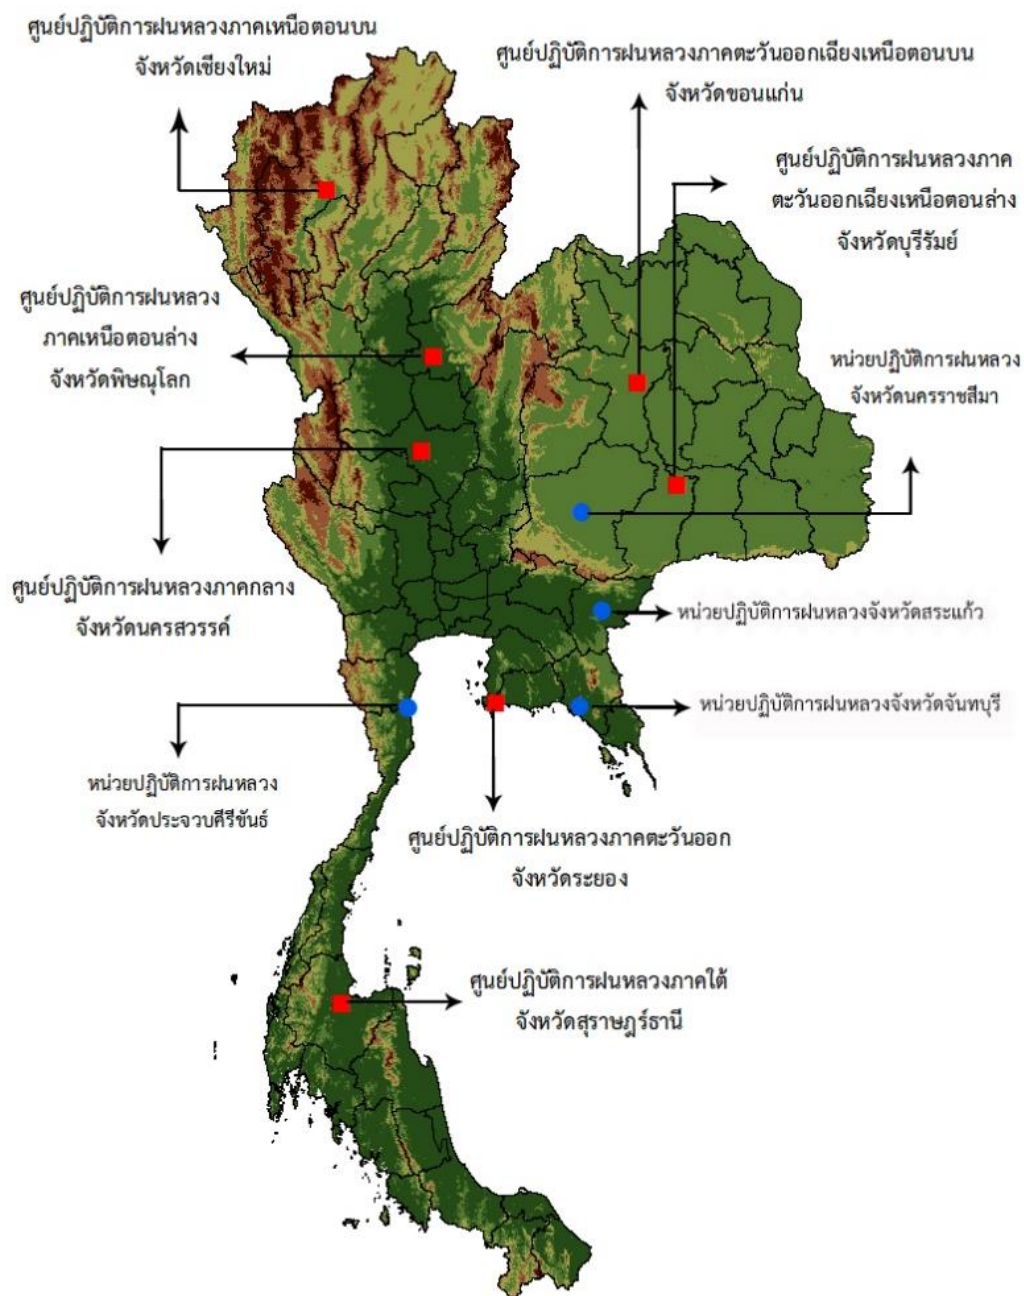 ศูนย์ปฏิบัติการฝนหลวงภาคเหนือตอนบน
จังหวัดเชียงใหม่
ศูนย์ปฏิบัติการฝนหลวงภาคตะวันออกเฉียงเหนือตอนบน
จังหวัดขอนแก่น
ศูนย์ปฏิบัติการฝนหลวงภาค
ตะวันออกเฉียงเหนือตอนล่าง
จังหวัดบุรีรัมย์
ศูนย์ปฏิบัติการฝนหลวง
ภาคเหนือตอนล่าง
จังหวัดพิษณุโลก
หน่วยปฏิบัติการฝนหลวง
จังหวัดนครราชสีมา
ศูนย์ปฏิบัติการฝนหลวงภาคกลาง
จังหวัดนครสวรรค์
หน่วยปฏิบัติการฝนหลวงจังหวัดสระแก้ว
หน่วยปฏิบัติการฝนหลวงจังหวัดจันทบุรี
หน่วยปฏิบัติการฝนหลวง
จังหวัดประจวบคีรีขันธ์
ศูนย์ปฏิบัติการฝนหลวงภาคตะวันออก
จังหวัดระยอง
ศูนย์ปฏิบัติการฝนหลวงภาคใต้
จังหวัดสุราษฎร์ธานี